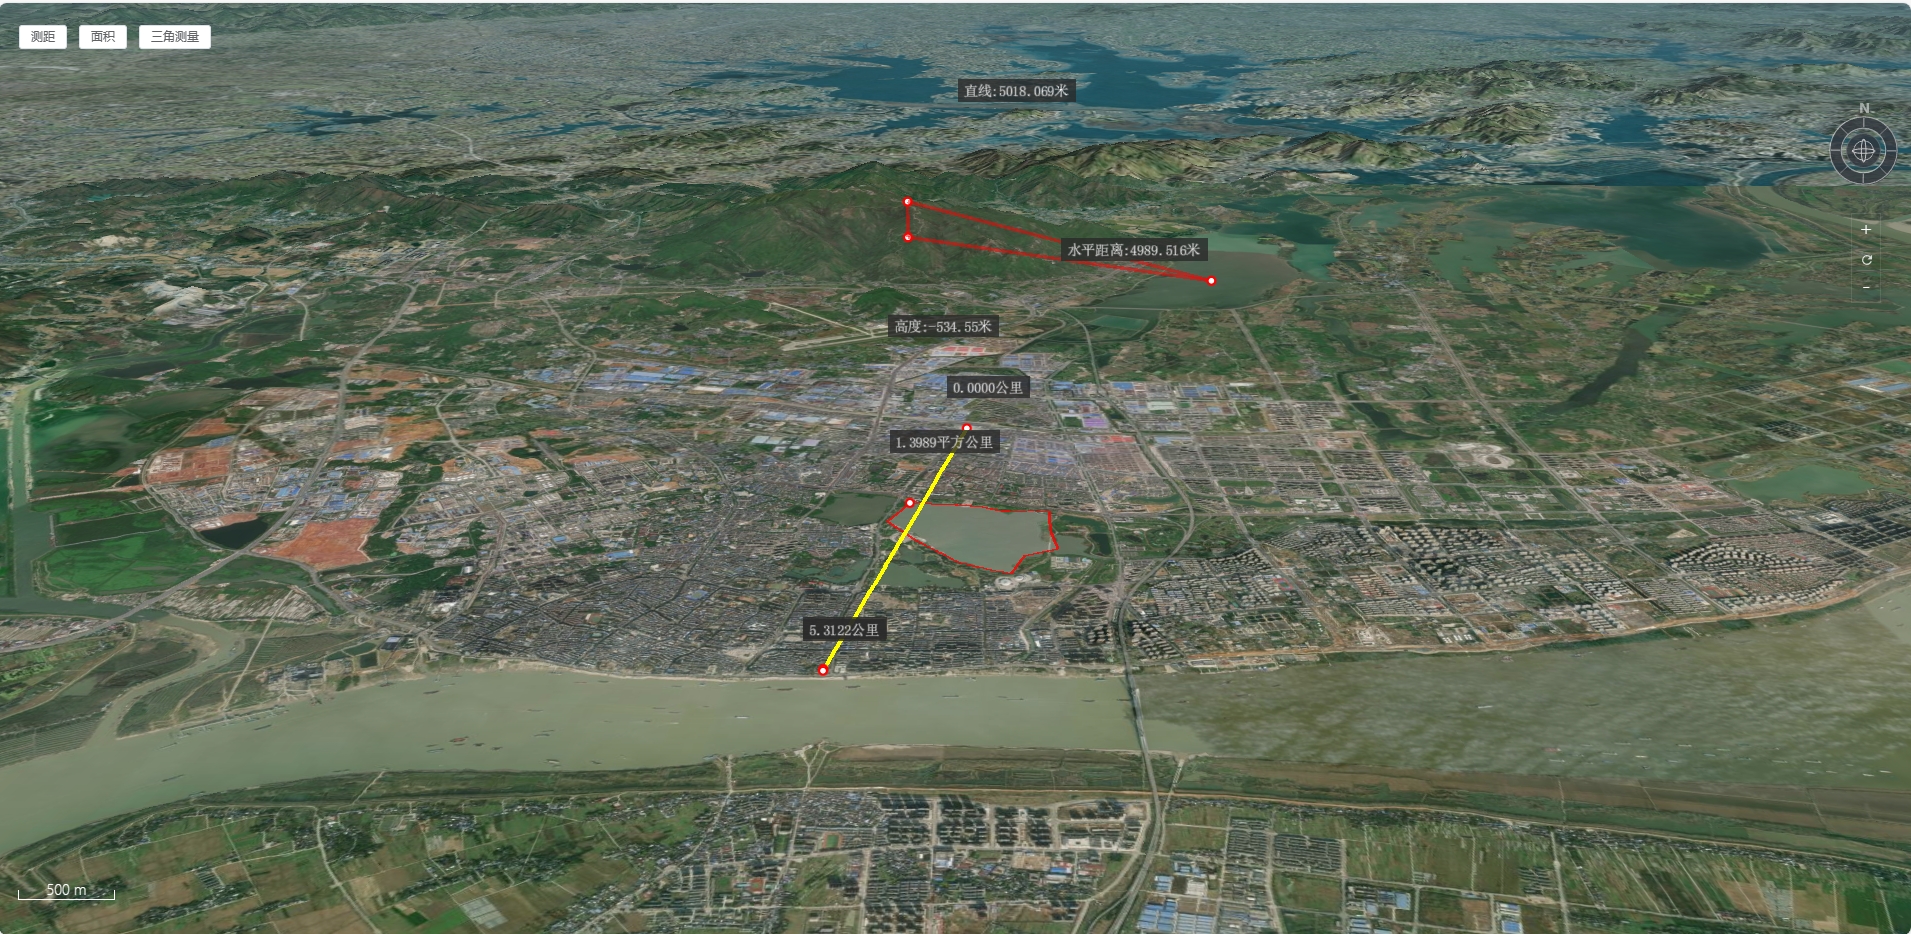 测距 面积 三角测量
直线:5018.069米
N
水平距离:4989.516米
高度:-534.55米
0.0000公里
1.3989平方公里
5.3122公里
500 m